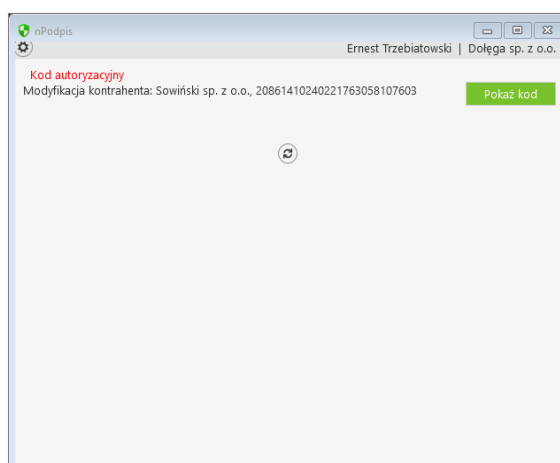 nPodpis
Ernest Trzebiatowski | Dołęga sp. z o.o.
Kod autoryzacyjny
Modyfikacja kontrahenta: Sowiński sp. z o.o., 20861410240221763058107603
Pokaż kod